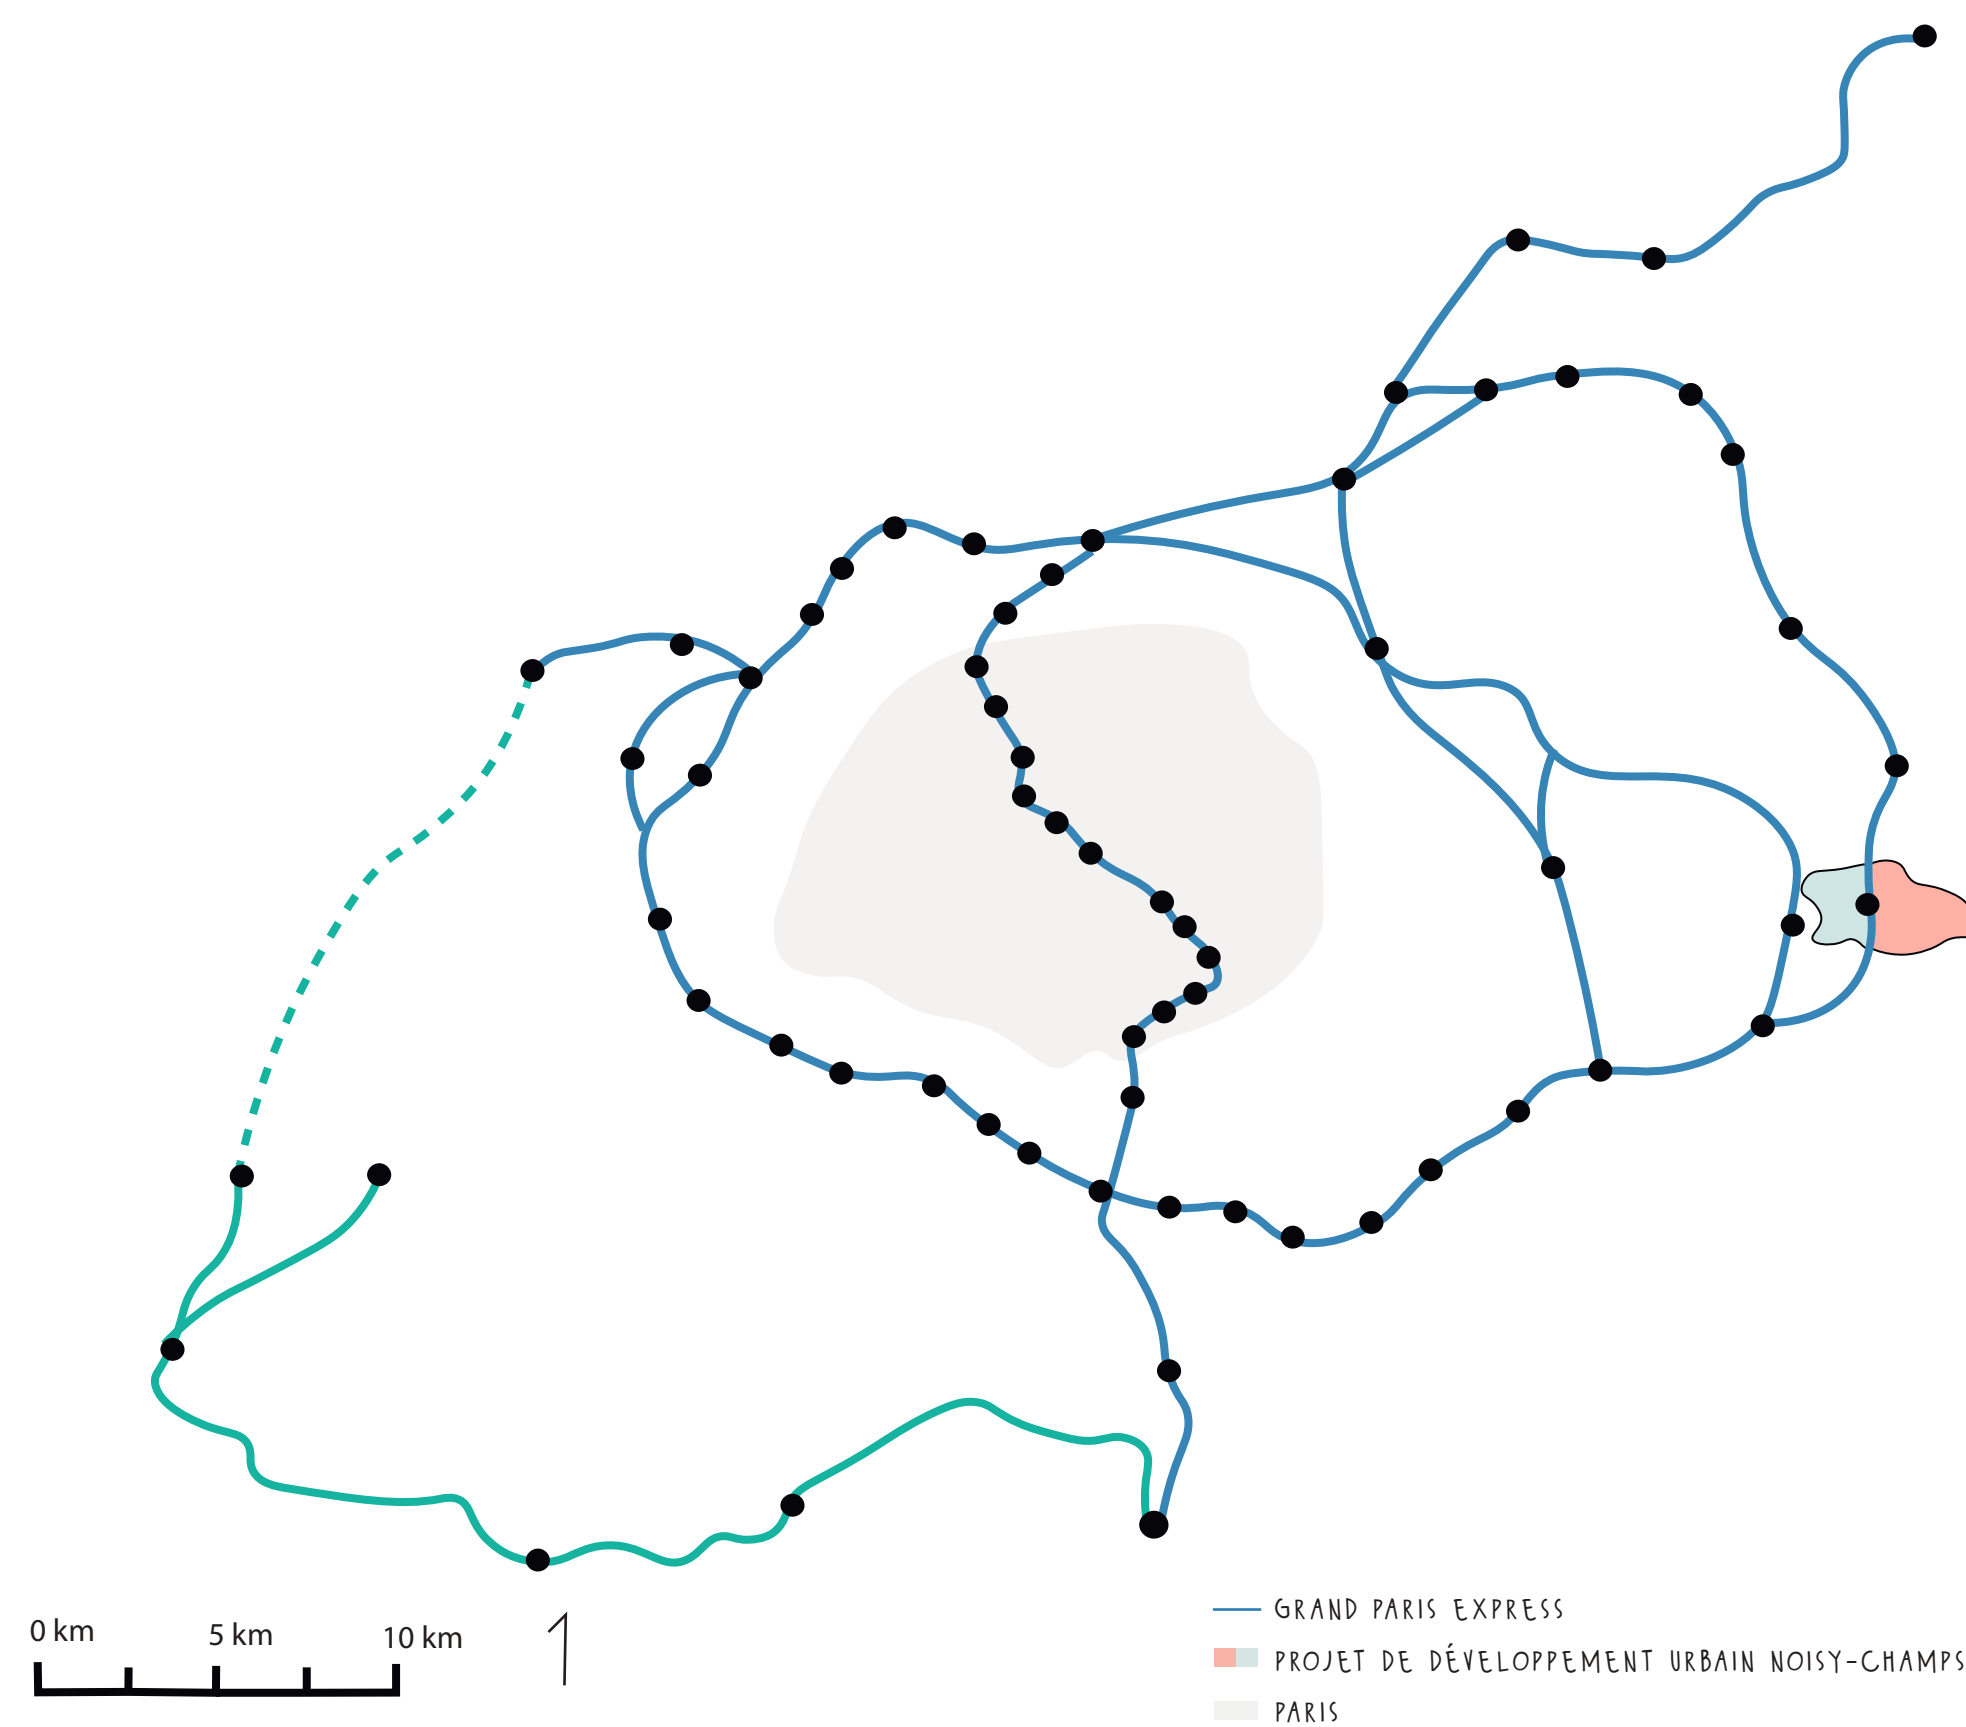 0 km 5 km 10 km
GRAND PARIS EXPRESS
PROJET DE DÉVELOPPEMENT URBAIN NOISY-CHAMPS
PARIS